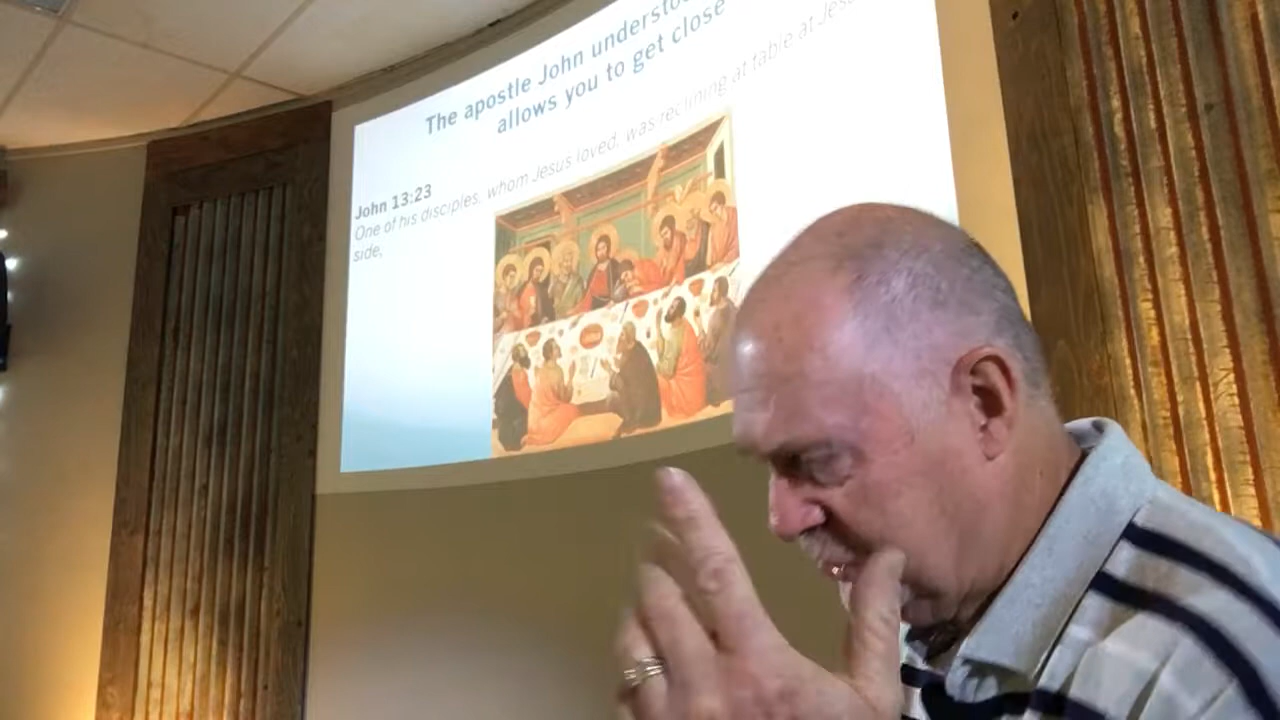 The apostle John understo
allows you to get close
John 13:23
One of his disciples, whom Jesus loved, was reclining at table at Jesu
side,